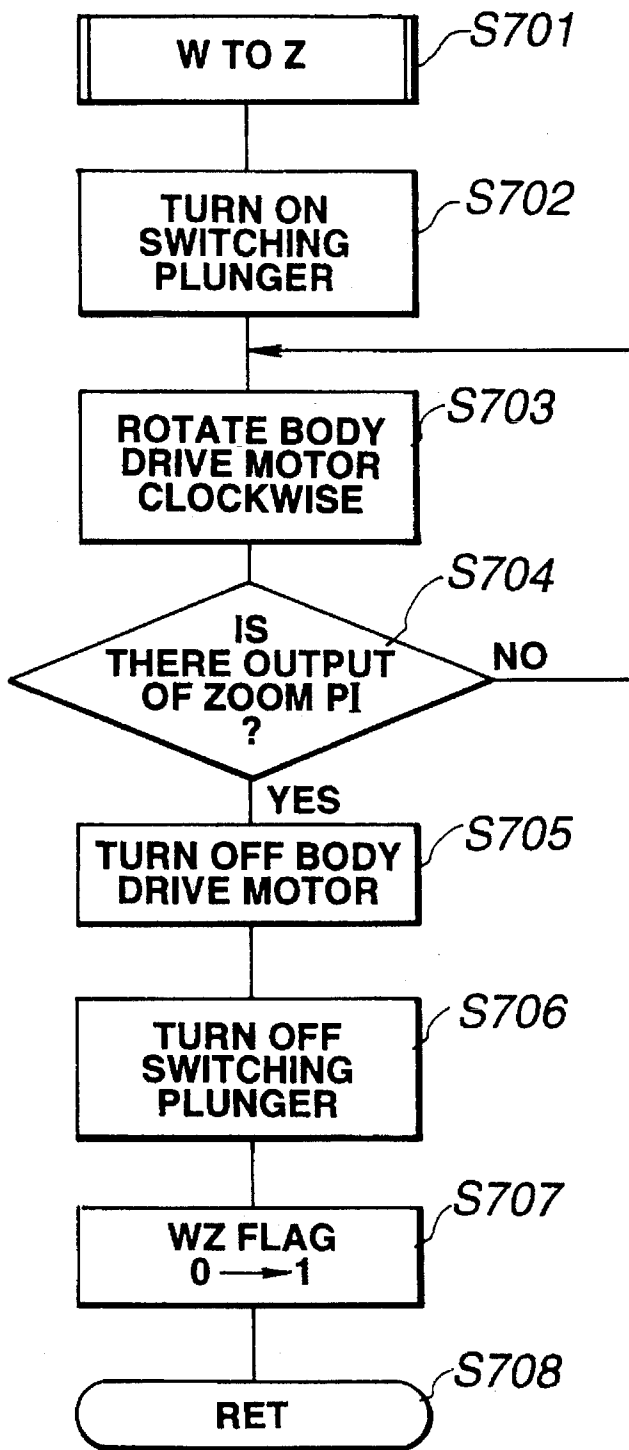 W TO Z
S701
TURN ON
SWITCHING
PLUNGER
S702
ROTATE BODY
DRIVE MOTOR
CLOCKWISE
S703
IS
THERE OUTPUT
OF ZOOM PI
?
S704
NO
YES
TURN OFF BODY
DRIVE MOTOR
S705
TURN OFF
SWITCHING
PLUNGER
S706
WZ FLAG
0 → 1
S707
RET
S708